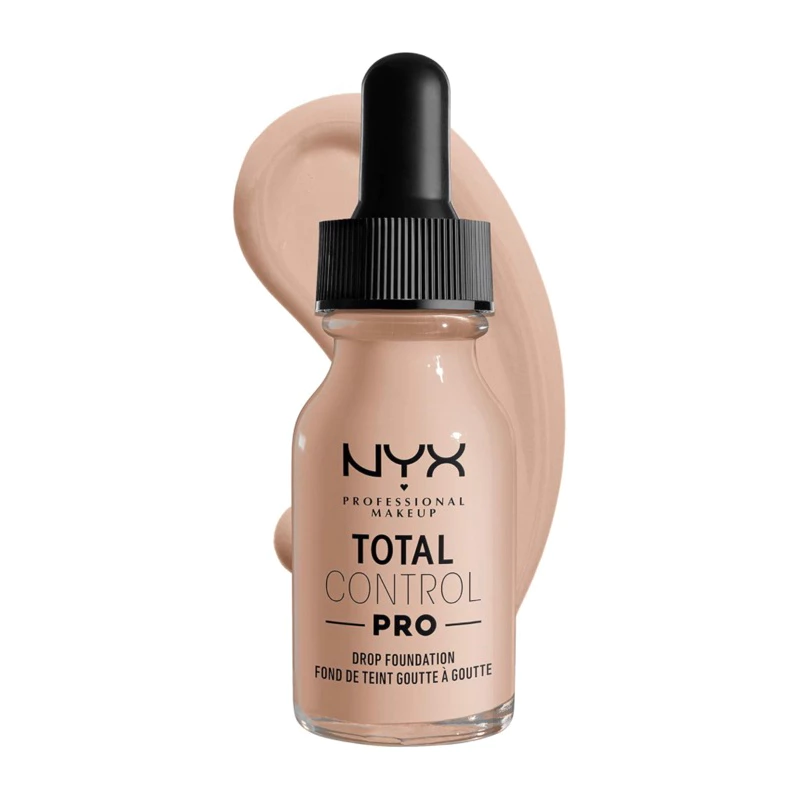 NYX
PROFESSIONAL
MAKEUP
TOTAL
CONTROL
PRO
DROP FOUNDATION
FOND DE TEINT GOUTTE À GOUTTE